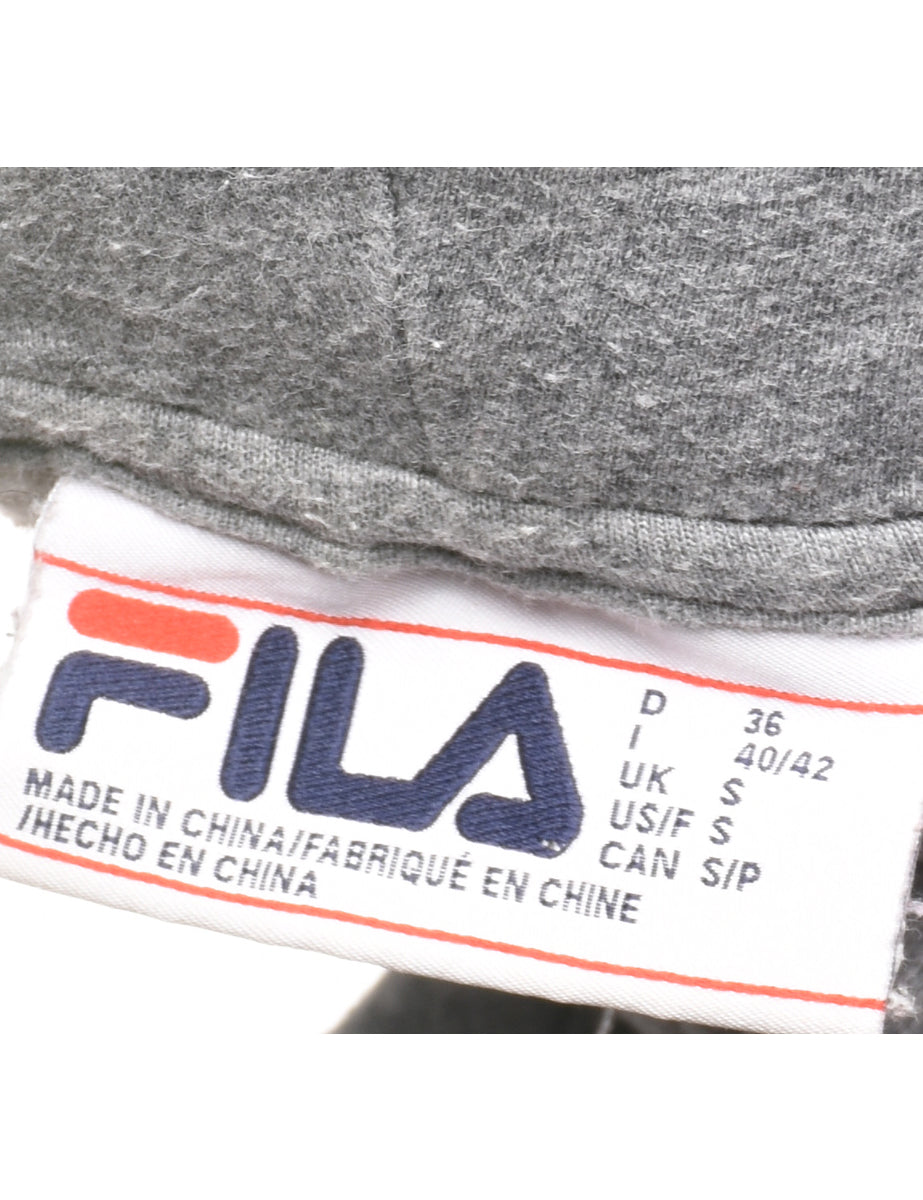 FILA
D 36
I 40/42
UK S
US/F S
CAN S/P
MADE IN CHINA/FABRIQUÉ EN CHINE
/HECHO EN CHINA